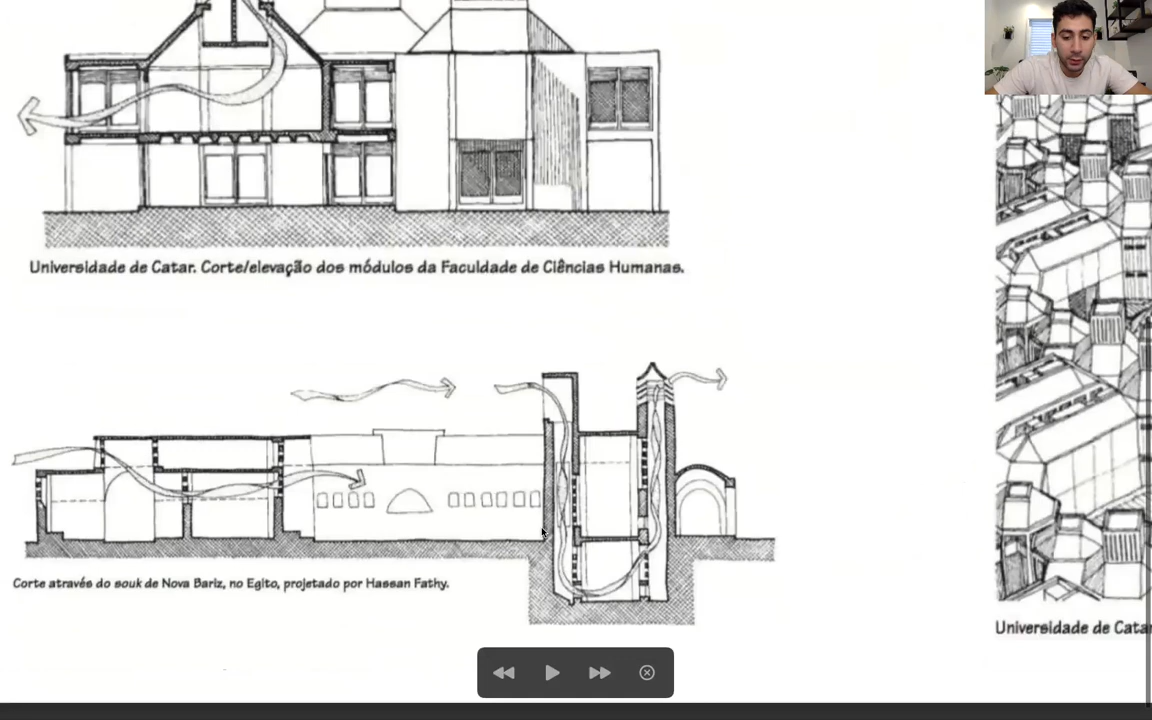 Universidade de Catar. Corte/elevação dos módulos da Faculdade de Ciências Humanas.
Corte através do souk de Nova Bariz, no Egito, projetado por Hassan Fathy.
Universidade de Catar